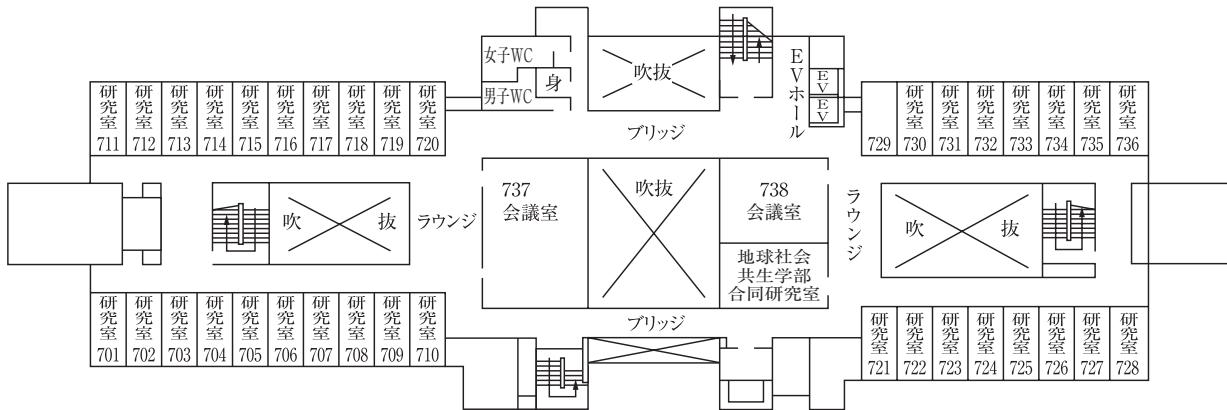 女子WC
男子WC
身
吹抜
EVホール
EV
EV
研究室
711
研究室
712
研究室
713
研究室
714
研究室
715
研究室
716
研究室
717
研究室
718
研究室
719
研究室
720
ブリッジ
729
研究室
730
研究室
731
研究室
732
研究室
733
研究室
734
研究室
735
研究室
736
吹 抜
ラウンジ
737
会議室
吹抜
738
会議室
地球社会
共生学部
合同研究室
ラウンジ
吹 抜
ブリッジ
研究室
701
研究室
702
研究室
703
研究室
704
研究室
705
研究室
706
研究室
707
研究室
708
研究室
709
研究室
710
研究室
721
研究室
722
研究室
723
研究室
724
研究室
725
研究室
726
研究室
727
研究室
728